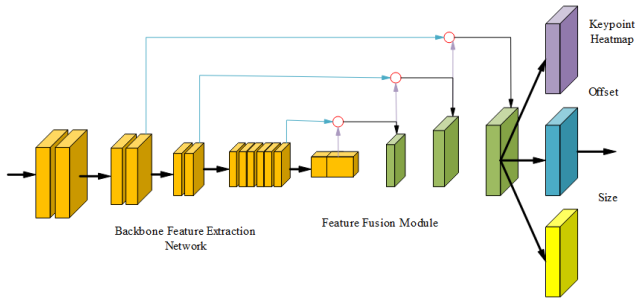 Keypoint
Heatmap
Offset
Size
Backbone Feature Extraction
Network
Feature Fusion Module